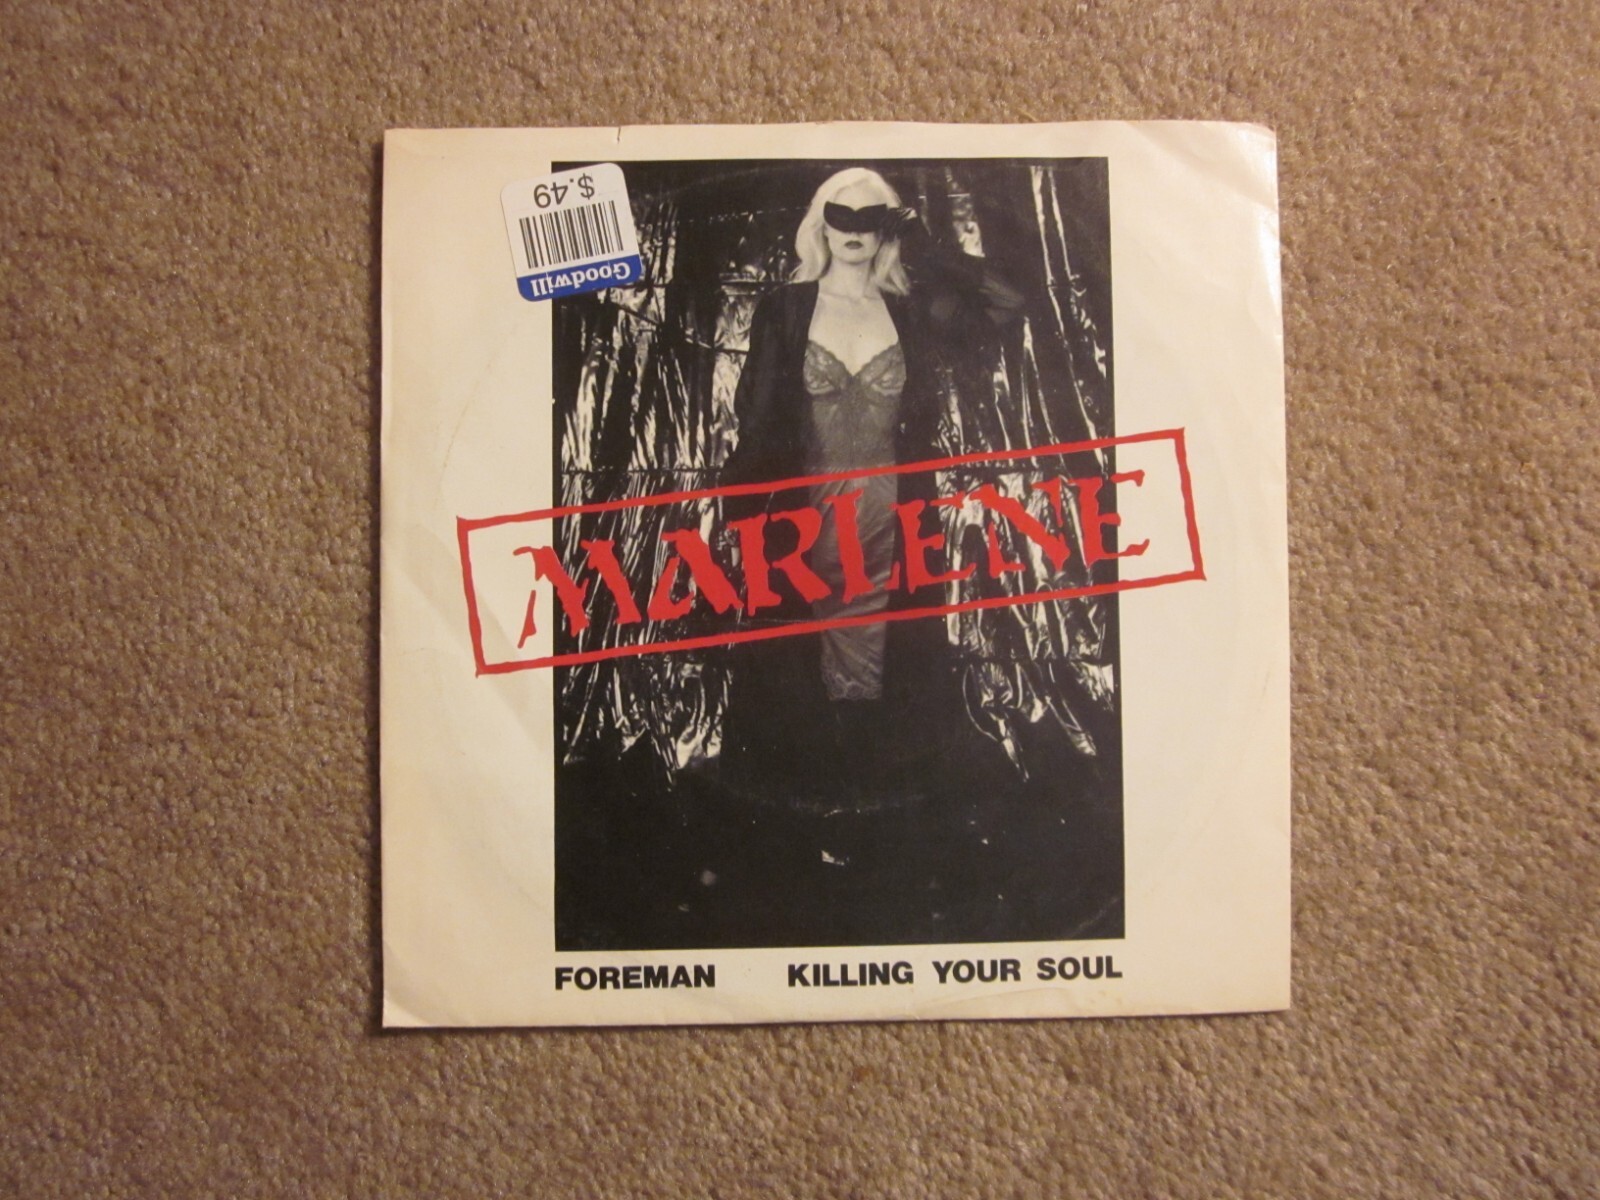 $.49
Goodwill
MARLENE
FOREMAN KILLING YOUR SOUL